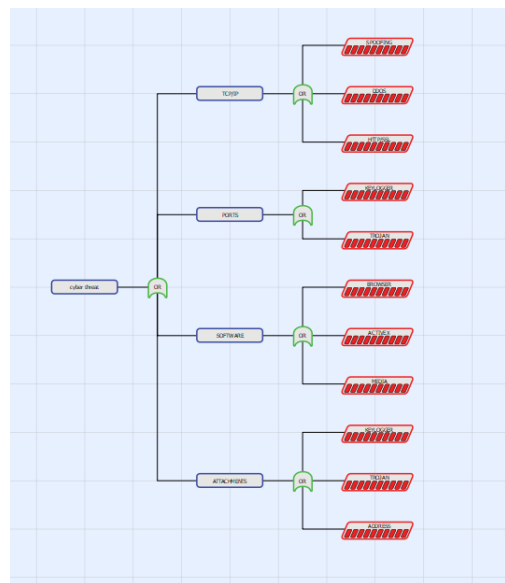 SPOOFING
TCP/IP
OR
DDOS
HTTP/SSL
KEYLOGGER
PORTS
OR
TROJAN
cyber threat
OR
BROWSER
SOFTWARE
OR
ACTIVEX
MEDIA
KEYLOGGER
ATTACHMENTS
OR
TROJAN
ADDRESS